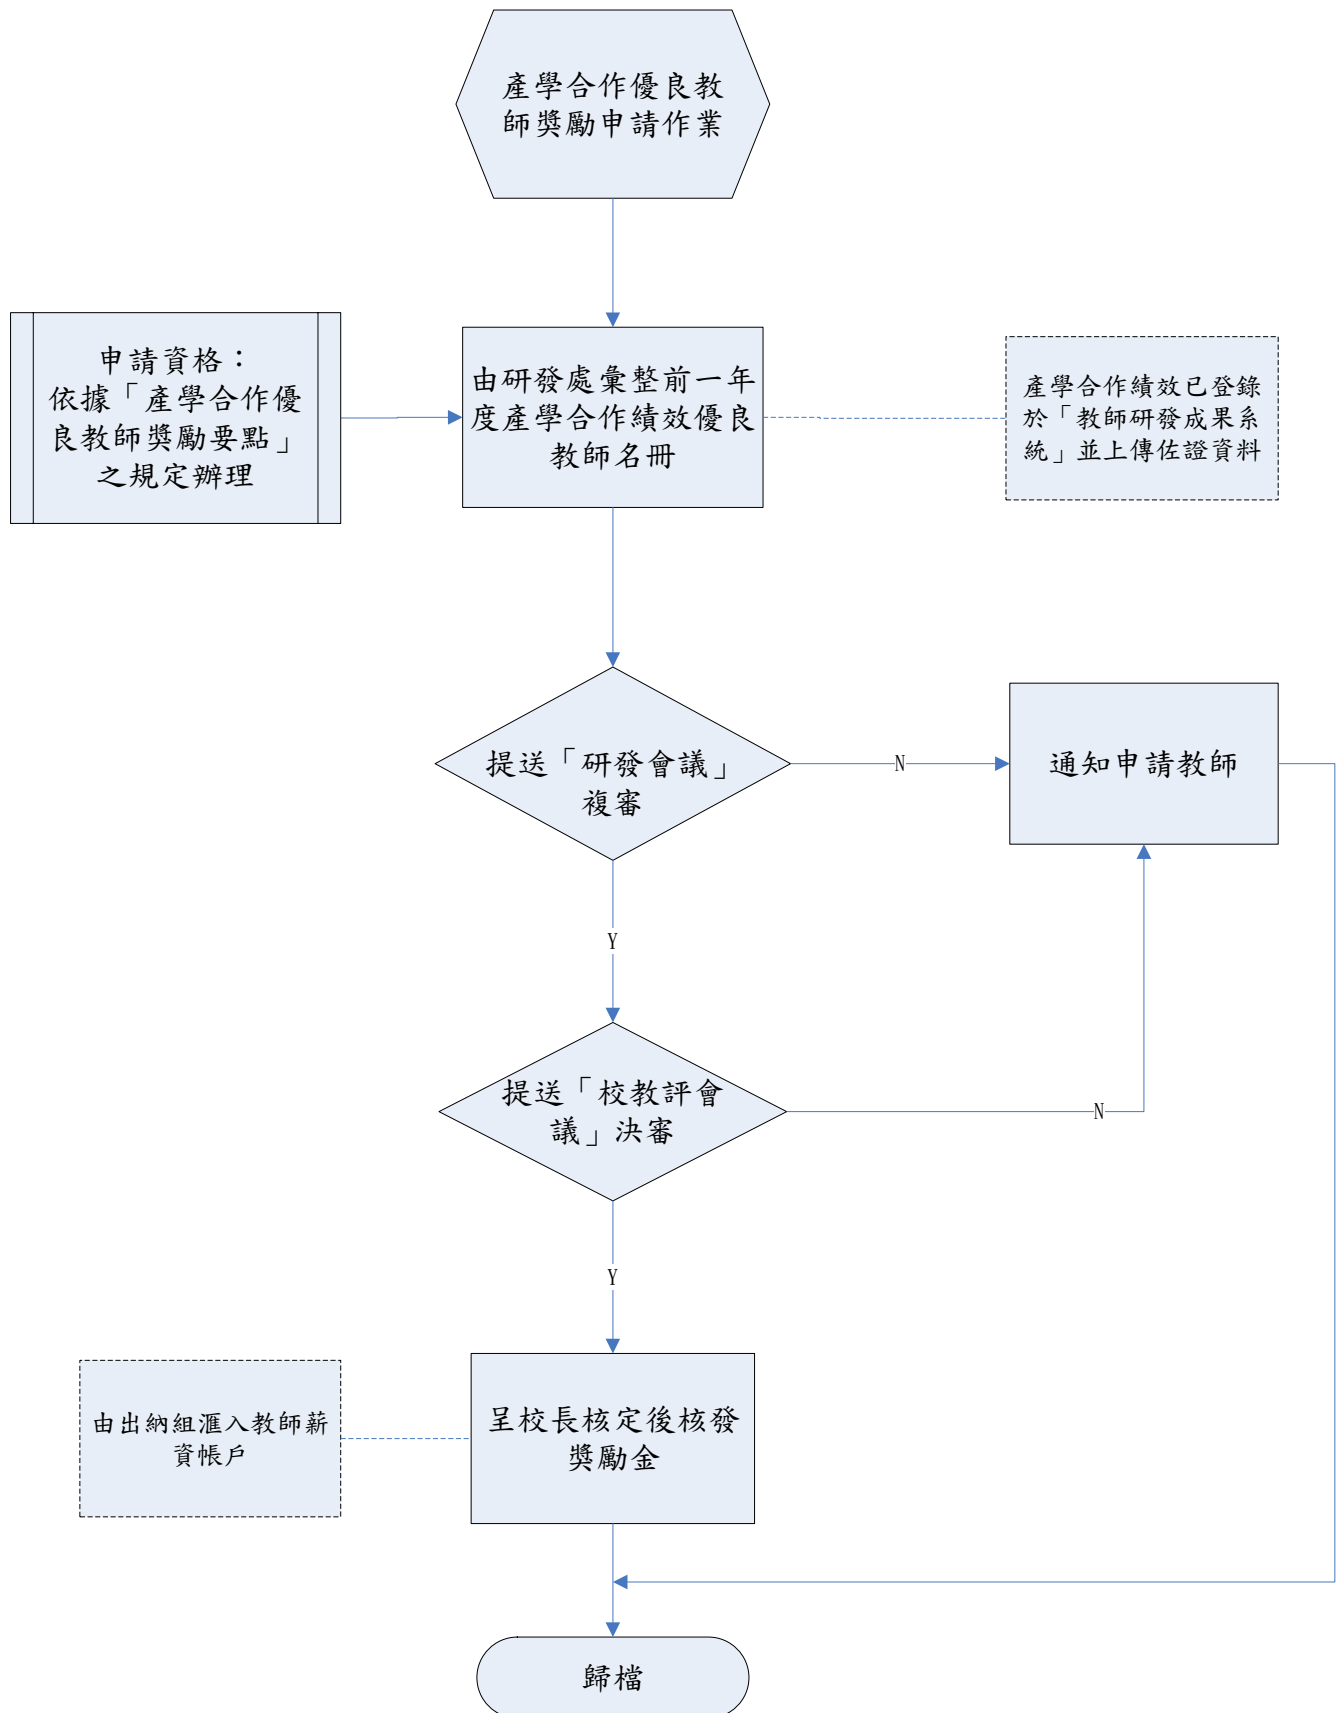 產學合作優良教
師獎勵申請作業
申請資格：
依據「產學合作優
良教師獎勵要點」
之規定辦理
由研發處彙整前一年
度產學合作績效優良
教師名冊
產學合作績效已登錄
於「教師研發成果系
統」並上傳佐證資料
提送「研發會議」
複審
N
通知申請教師
Y
提送「校教評會
議」決審
N
Y
由出納組滙入教師薪
資帳戶
呈校長核定後核發
獎勵金
歸檔